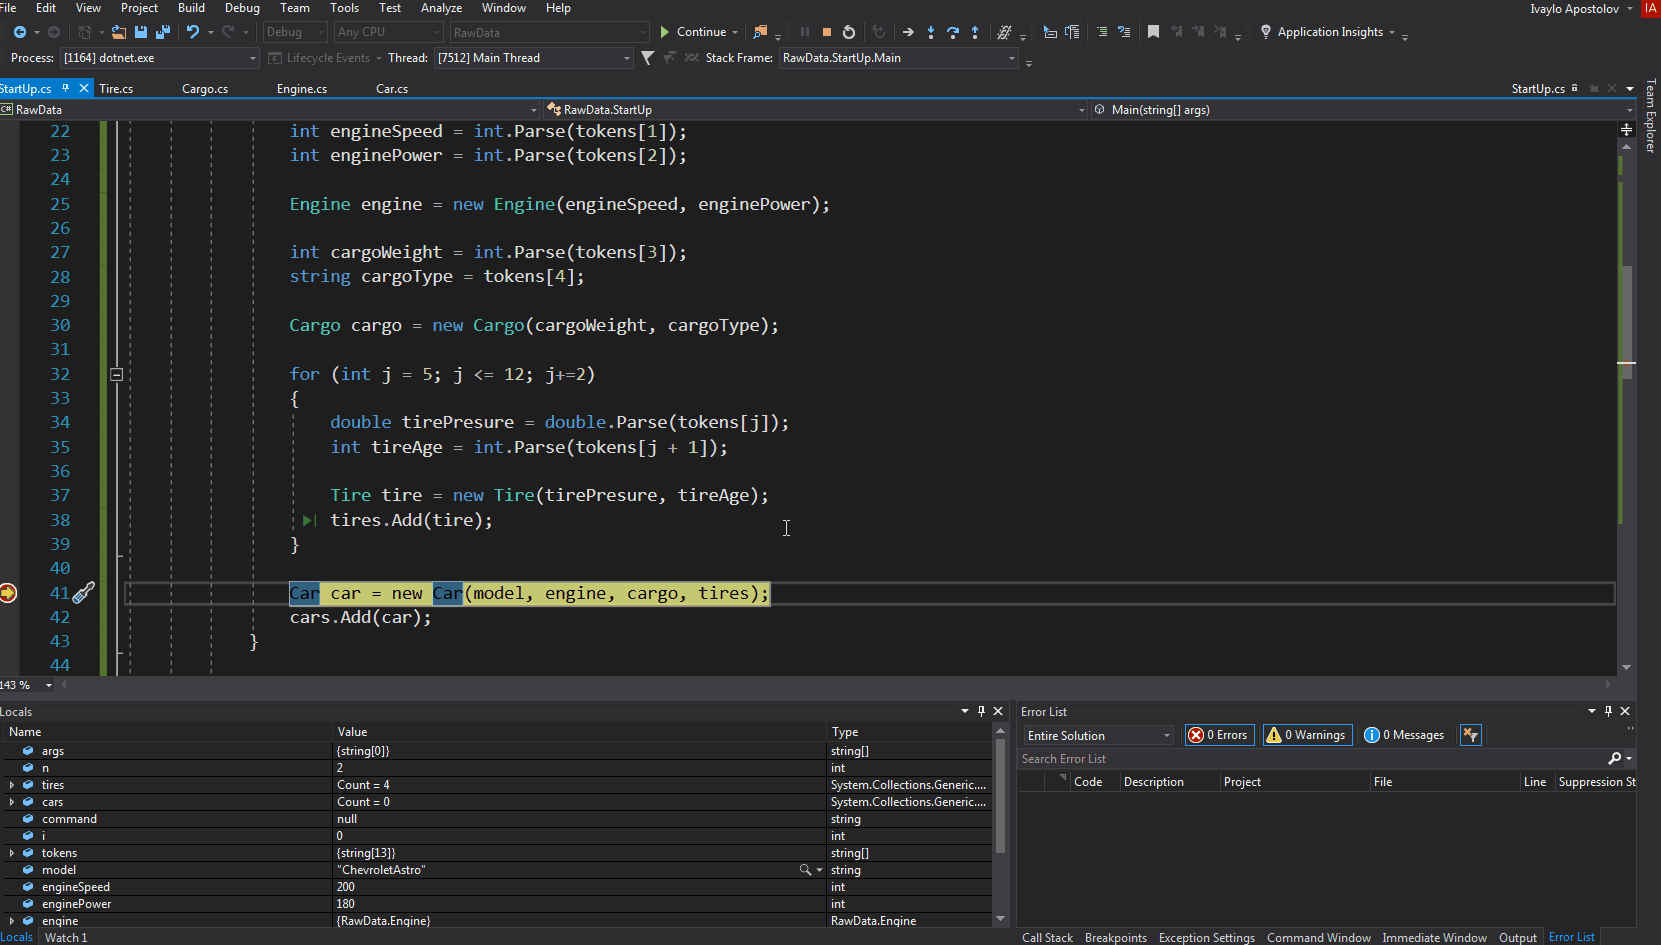 File Edit View Project Build Debug Team Tools Test Analyze Window Help Ivaylo Apostolov IA
Debug Any CPU RawData Continue Application Insights
Process: [1164] dotnet.exe Lifecycle Events Thread: [7512] Main Thread Stack Frame: RawData.StartUp.Main
StartUp.cs Tire.cs Cargo.cs Engine.cs Car.cs StartUp.cs
C# RawData RawData.StartUp Main(string[] args)
Team Explorer
22 int engineSpeed = int.Parse(tokens[1]);
23 int enginePower = int.Parse(tokens[2]);
24
25 Engine engine = new Engine(engineSpeed, enginePower);
26
27 int cargoWeight = int.Parse(tokens[3]);
28 string cargoType = tokens[4];
29
30 Cargo cargo = new Cargo(cargoWeight, cargoType);
31
32 for (int j = 5; j <= 12; j+=2)
33 {
34 double tirePresure = double.Parse(tokens[j]);
35 int tireAge = int.Parse(tokens[j + 1]);
36
37 Tire tire = new Tire(tirePresure, tireAge);
38 tires.Add(tire);
39 }
40
41 Car car = new Car(model, engine, cargo, tires);
42 cars.Add(car);
43 }
44
143 %
Locals
Name Value Type
args {string[0]} string[]
n 2 int
tires Count = 4 System.Collections.Generic....
cars Count = 0 System.Collections.Generic....
command null string
i 0 int
tokens {string[13]} string[]
model "ChevroletAstro" string
engineSpeed 200 int
enginePower 180 int
engine {RawData.Engine} RawData.Engine
Locals Watch 1
Error List
Entire Solution 0 Errors 0 Warnings 0 Messages
Search Error List
Code Description Project File Line Suppression St
Call Stack Breakpoints Exception Settings Command Window Immediate Window Output Error List